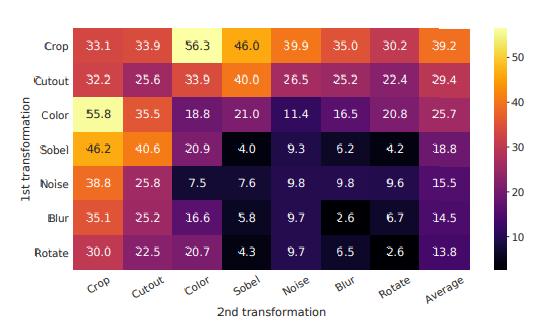 Crop 33.1 33.9 56.3 46.0 39.9 35.0 30.2 39.2
Cutout 32.2 25.6 33.9 40.0 26.5 25.2 22.4 29.4
Color 55.8 35.5 18.8 21.0 11.4 16.5 20.8 25.7
Sobel 46.2 40.6 20.9 4.0 9.3 6.2 4.2 18.8
Noise 38.8 25.8 7.5 7.6 9.8 9.8 9.6 15.5
Blur 35.1 25.2 16.6 5.8 9.7 2.6 6.7 14.5
Rotate 30.0 22.5 20.7 4.3 9.7 6.5 2.6 13.8
Crop Cutout Color Sobel Noise Blur Rotate Average
2nd transformation
1st transformation
50
40
30
20
10